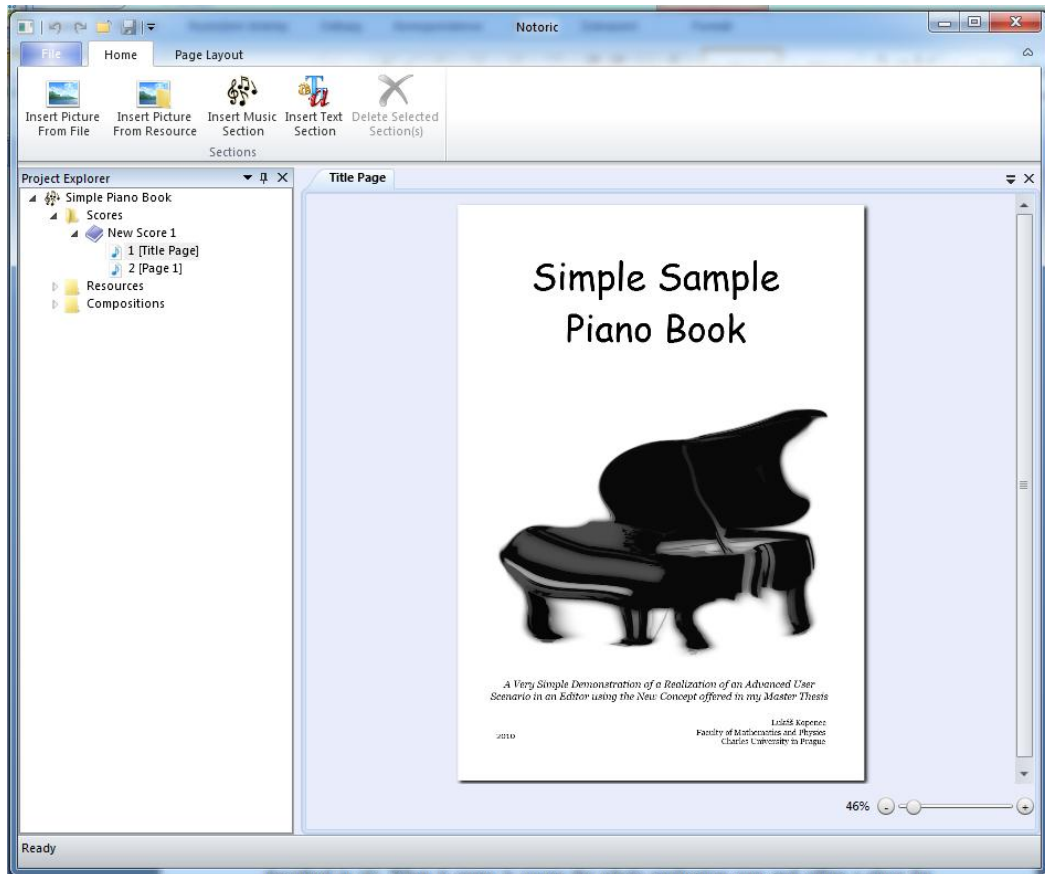 Notoric
File Home Page Layout
Insert Picture From File
Insert Picture From Resource
Insert Music Section
Insert Text Section
Delete Selected Section(s)
Sections
Project Explorer
Simple Piano Book
Scores
New Score 1
1 [Title Page]
2 [Page 1]
Resources
Compositions
Title Page
Simple Sample
Piano Book
A Very Simple Demonstration of a Realization of an Advanced User
Scenario in an Editor using the New Concept offered in my Master Thesis
2010
Lukáš Kopenec
Faculty of Mathematics and Physics
Charles University in Prague
46%
Ready